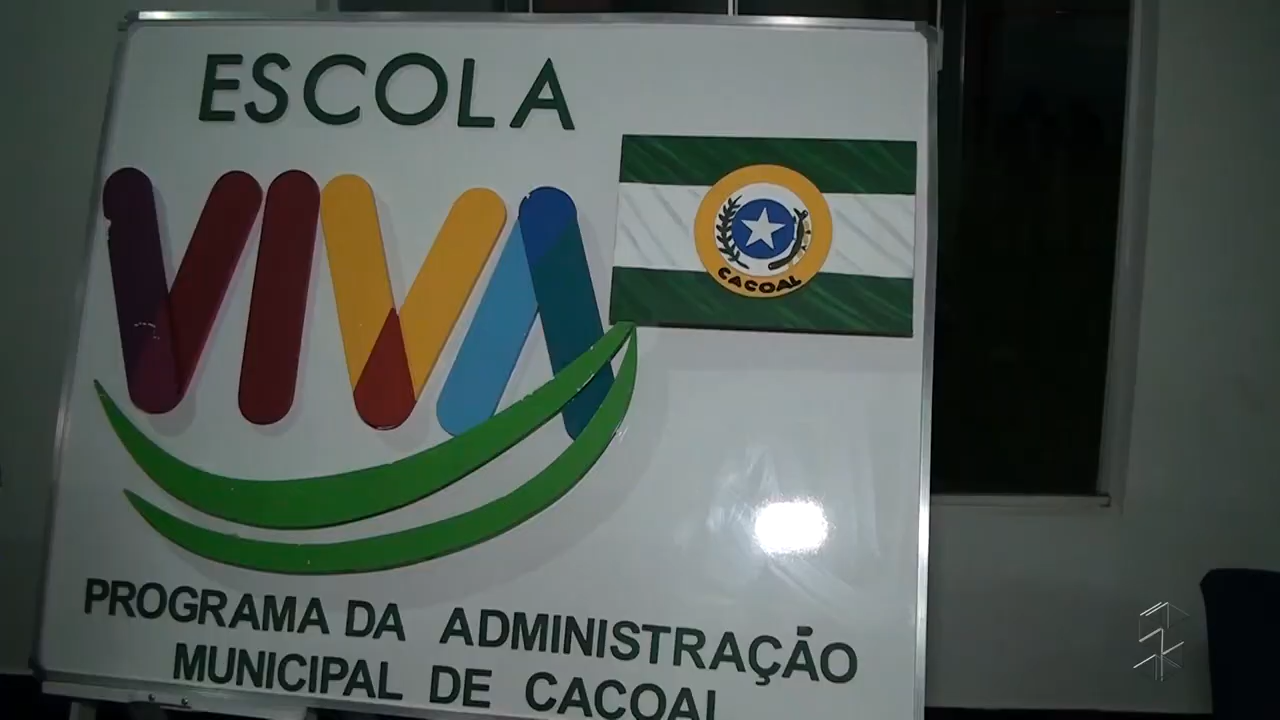 ESCOLA
VIVA
CACOAL
PROGRAMA DA ADMINISTRAÇÃO
MUNICIPAL DE CACOAL